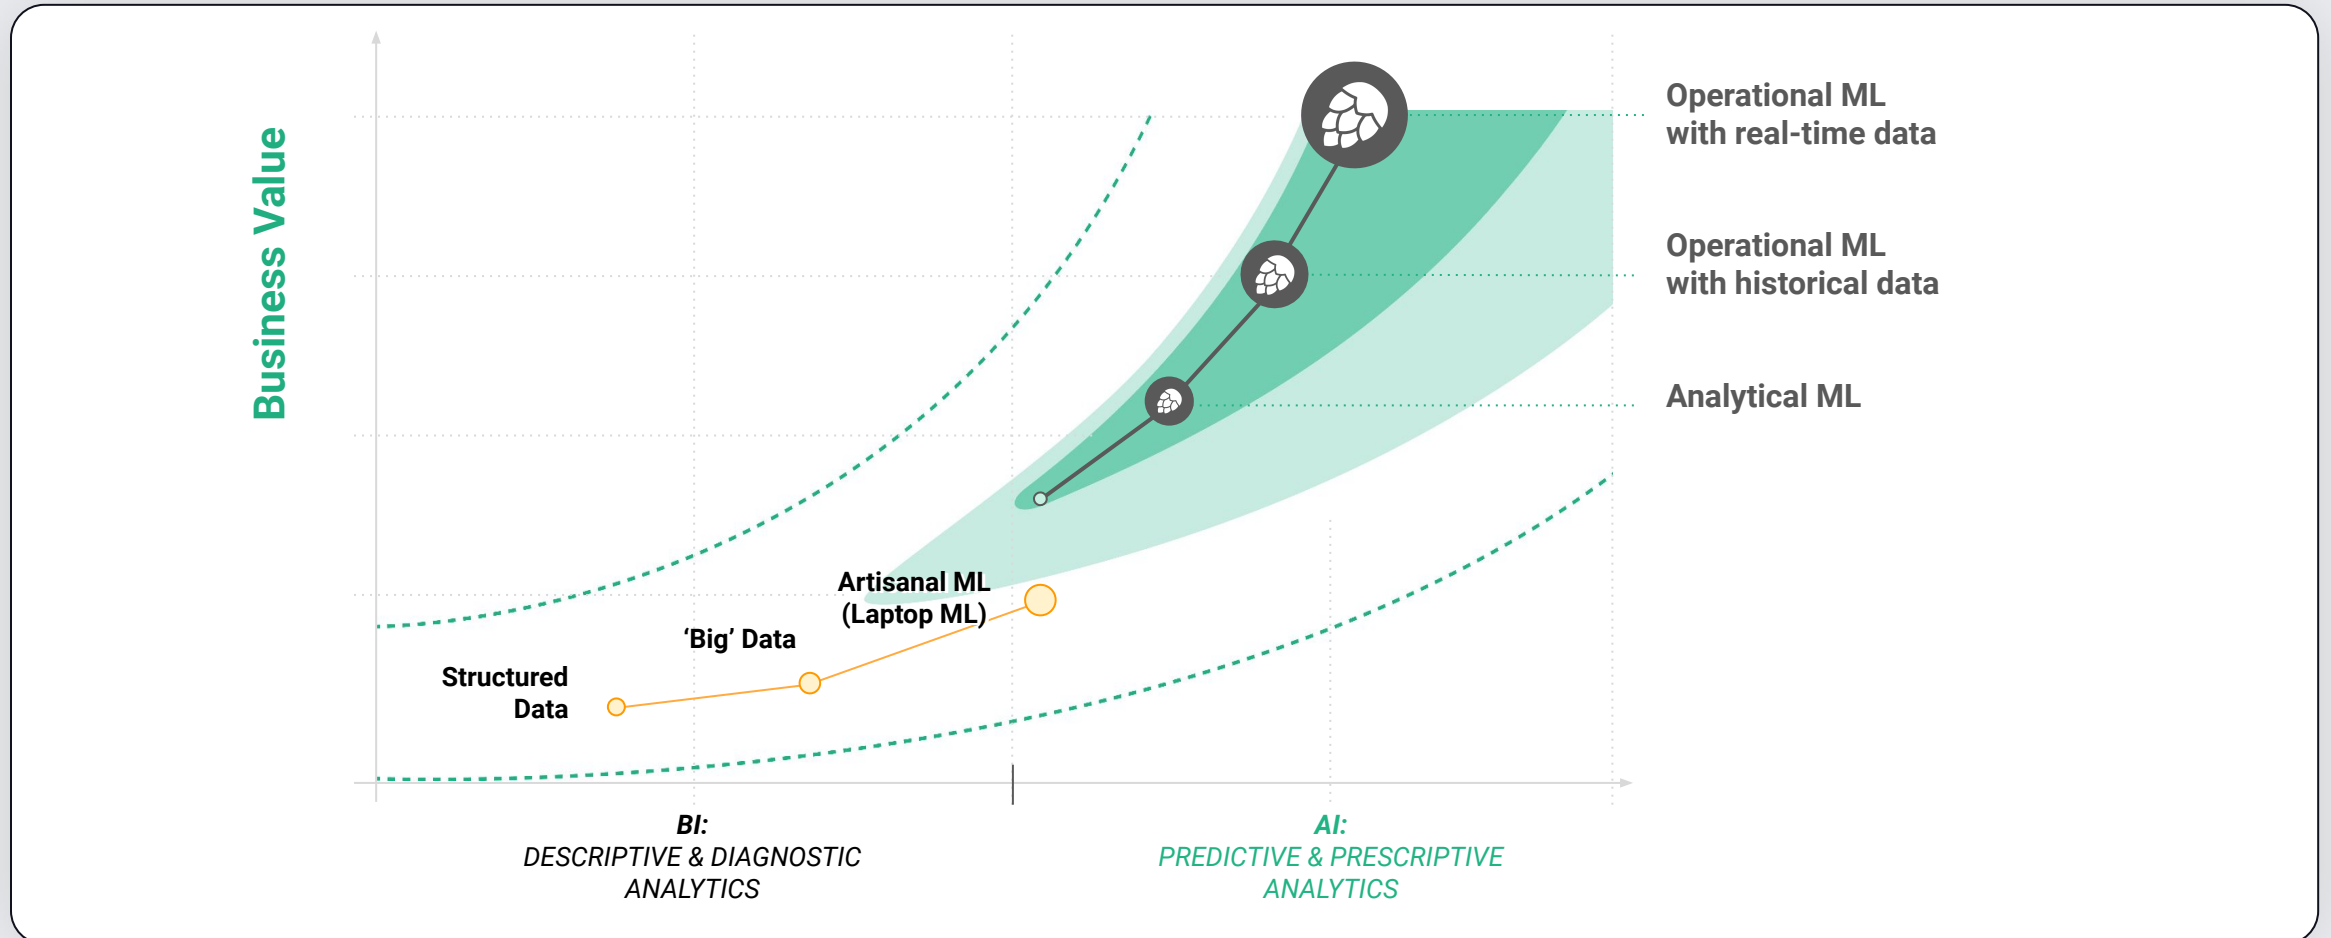 Business Value
Operational ML
with real-time data
Operational ML
with historical data
Analytical ML
Artisanal ML
(Laptop ML)
‘Big’ Data
Structured
Data
BI:
DESCRIPTIVE & DIAGNOSTIC
ANALYTICS
AI:
PREDICTIVE & PRESCRIPTIVE
ANALYTICS